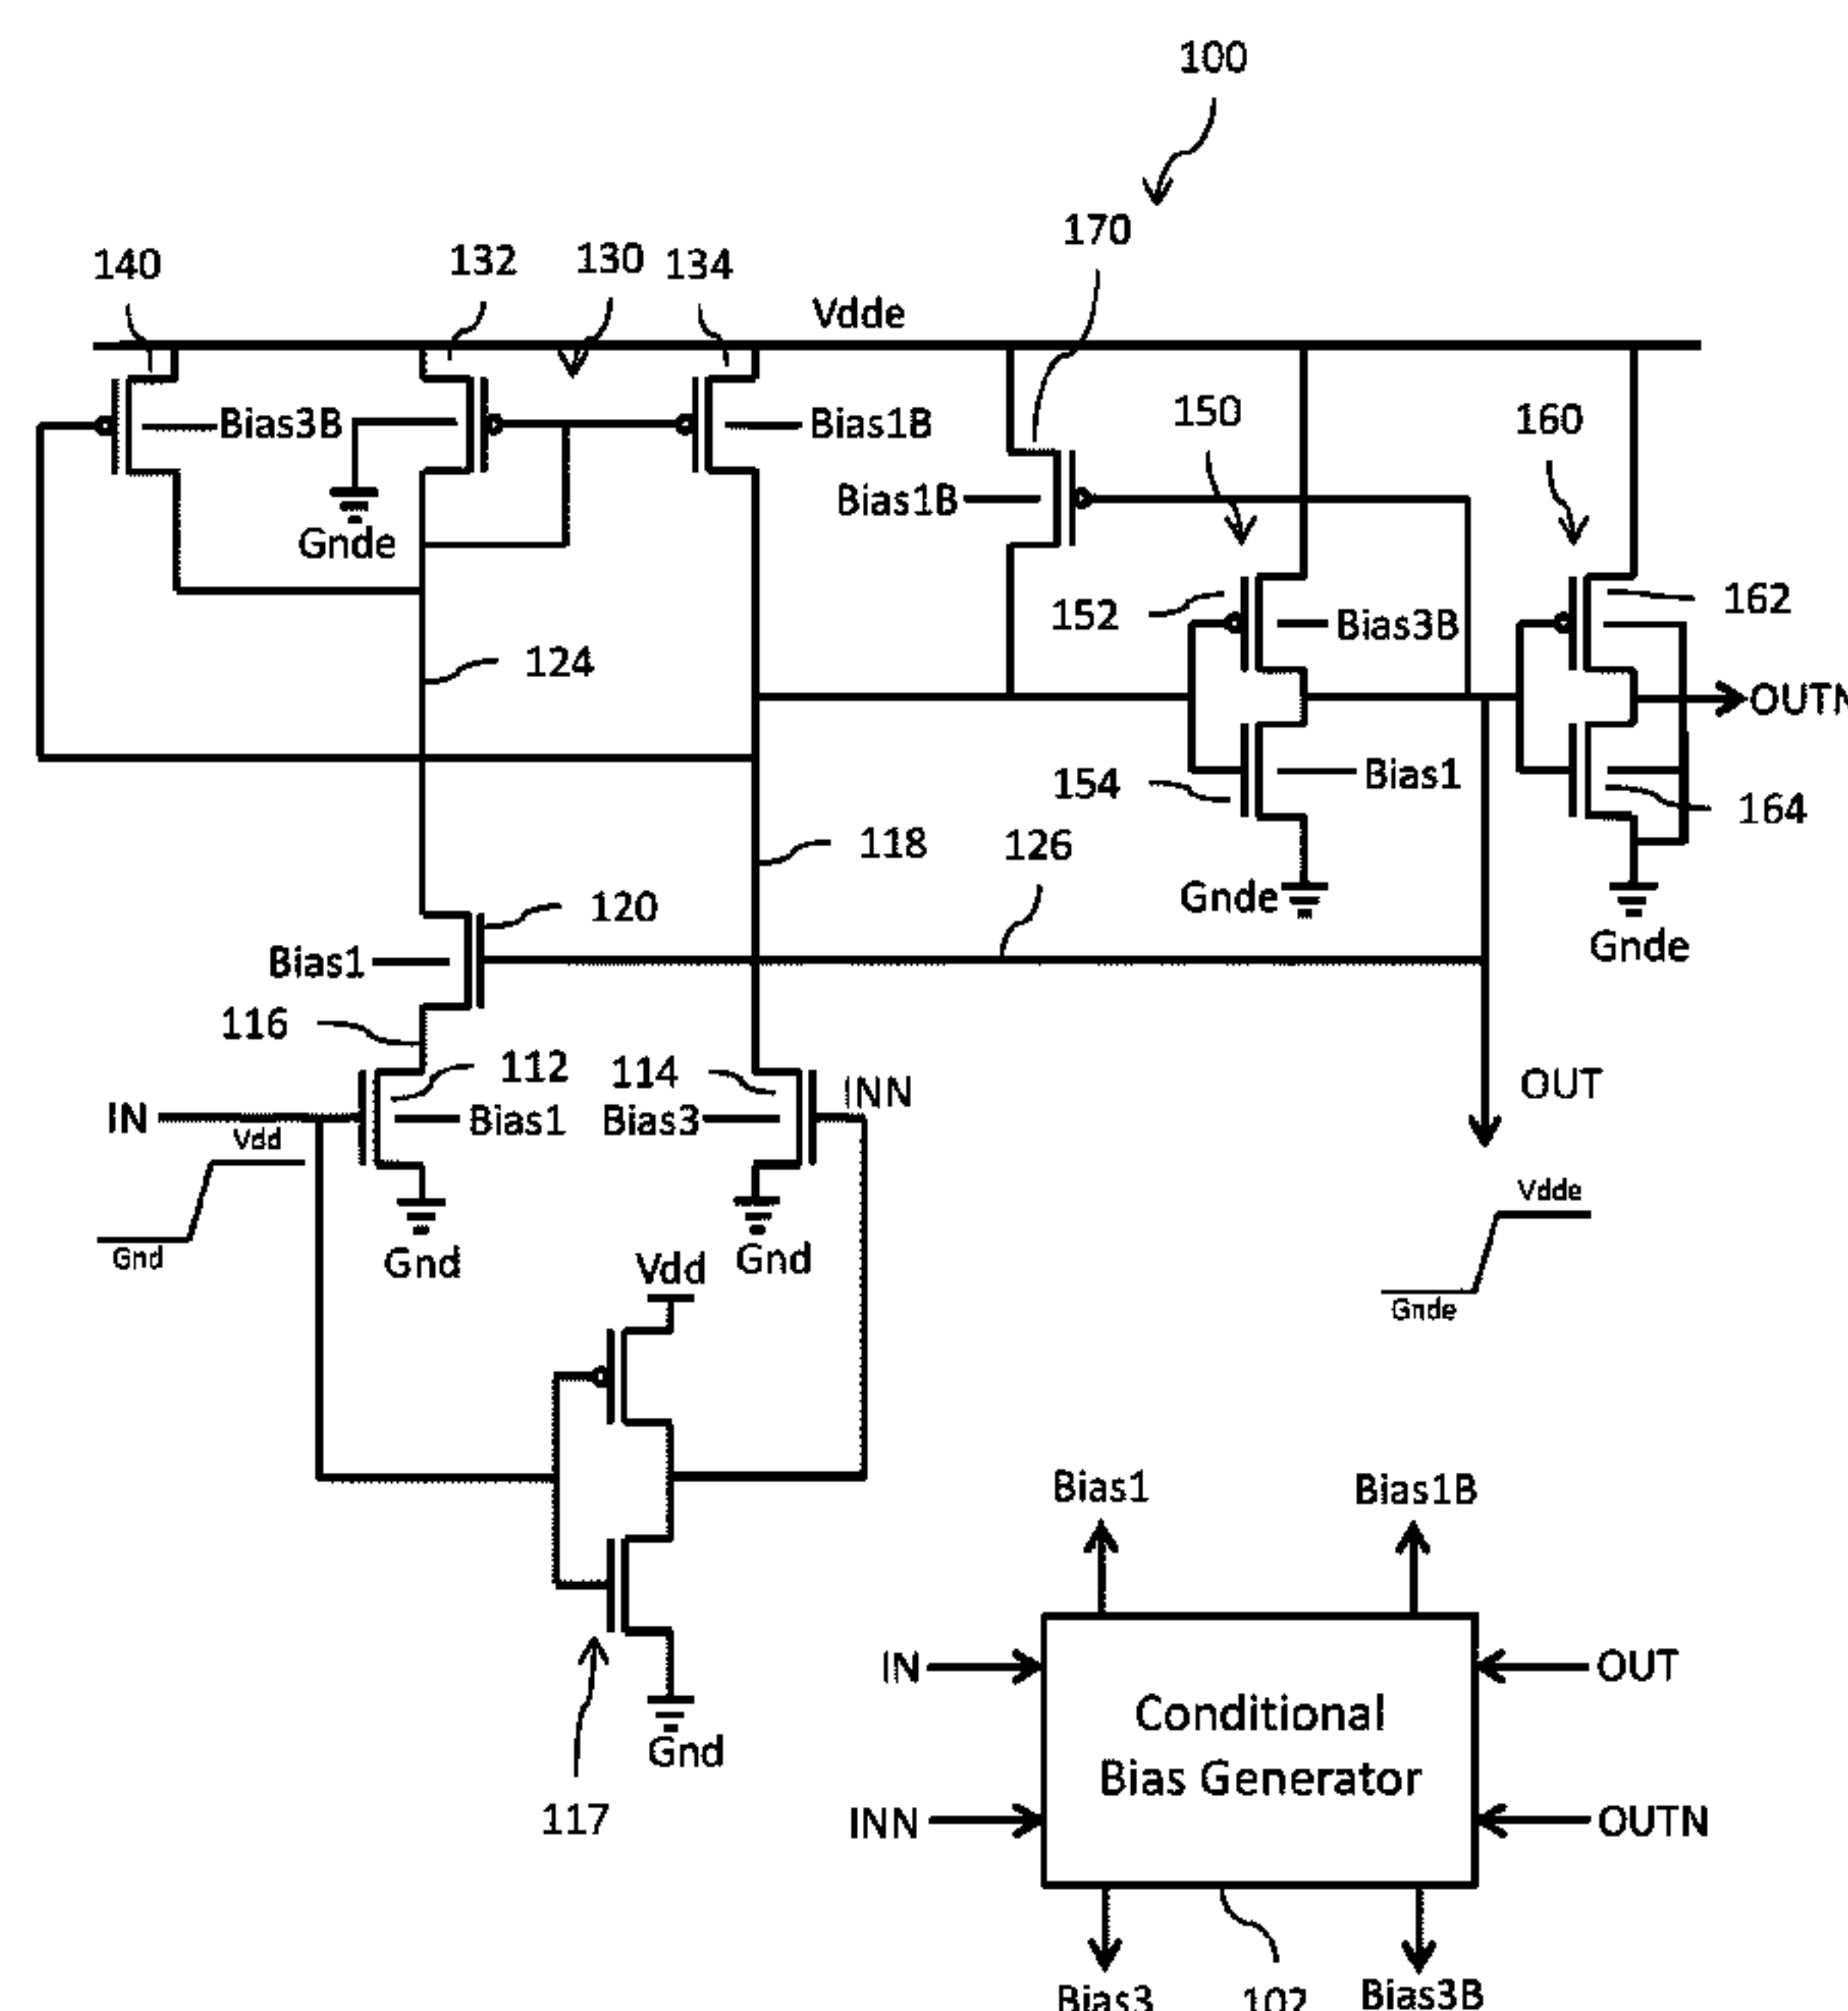 100
170
140
132
130
134
Vdde
Bias3B
Bias1B
150
160
Bias1B
Gnde
152
Bias3B
162
124
OUTN
154
Bias1
164
118
126
Gnde
120
Gnde
Bias1
116
112
114
INN
OUT
IN
Bias1
Bias3
Vdd
Gnd
Gnd
Gnd
Vdd
Vdde
Gnde
117
Gnd
Bias1
Bias1B
IN
OUT
Conditional
Bias Generator
INN
OUTN
Bias3
102
Bias3B